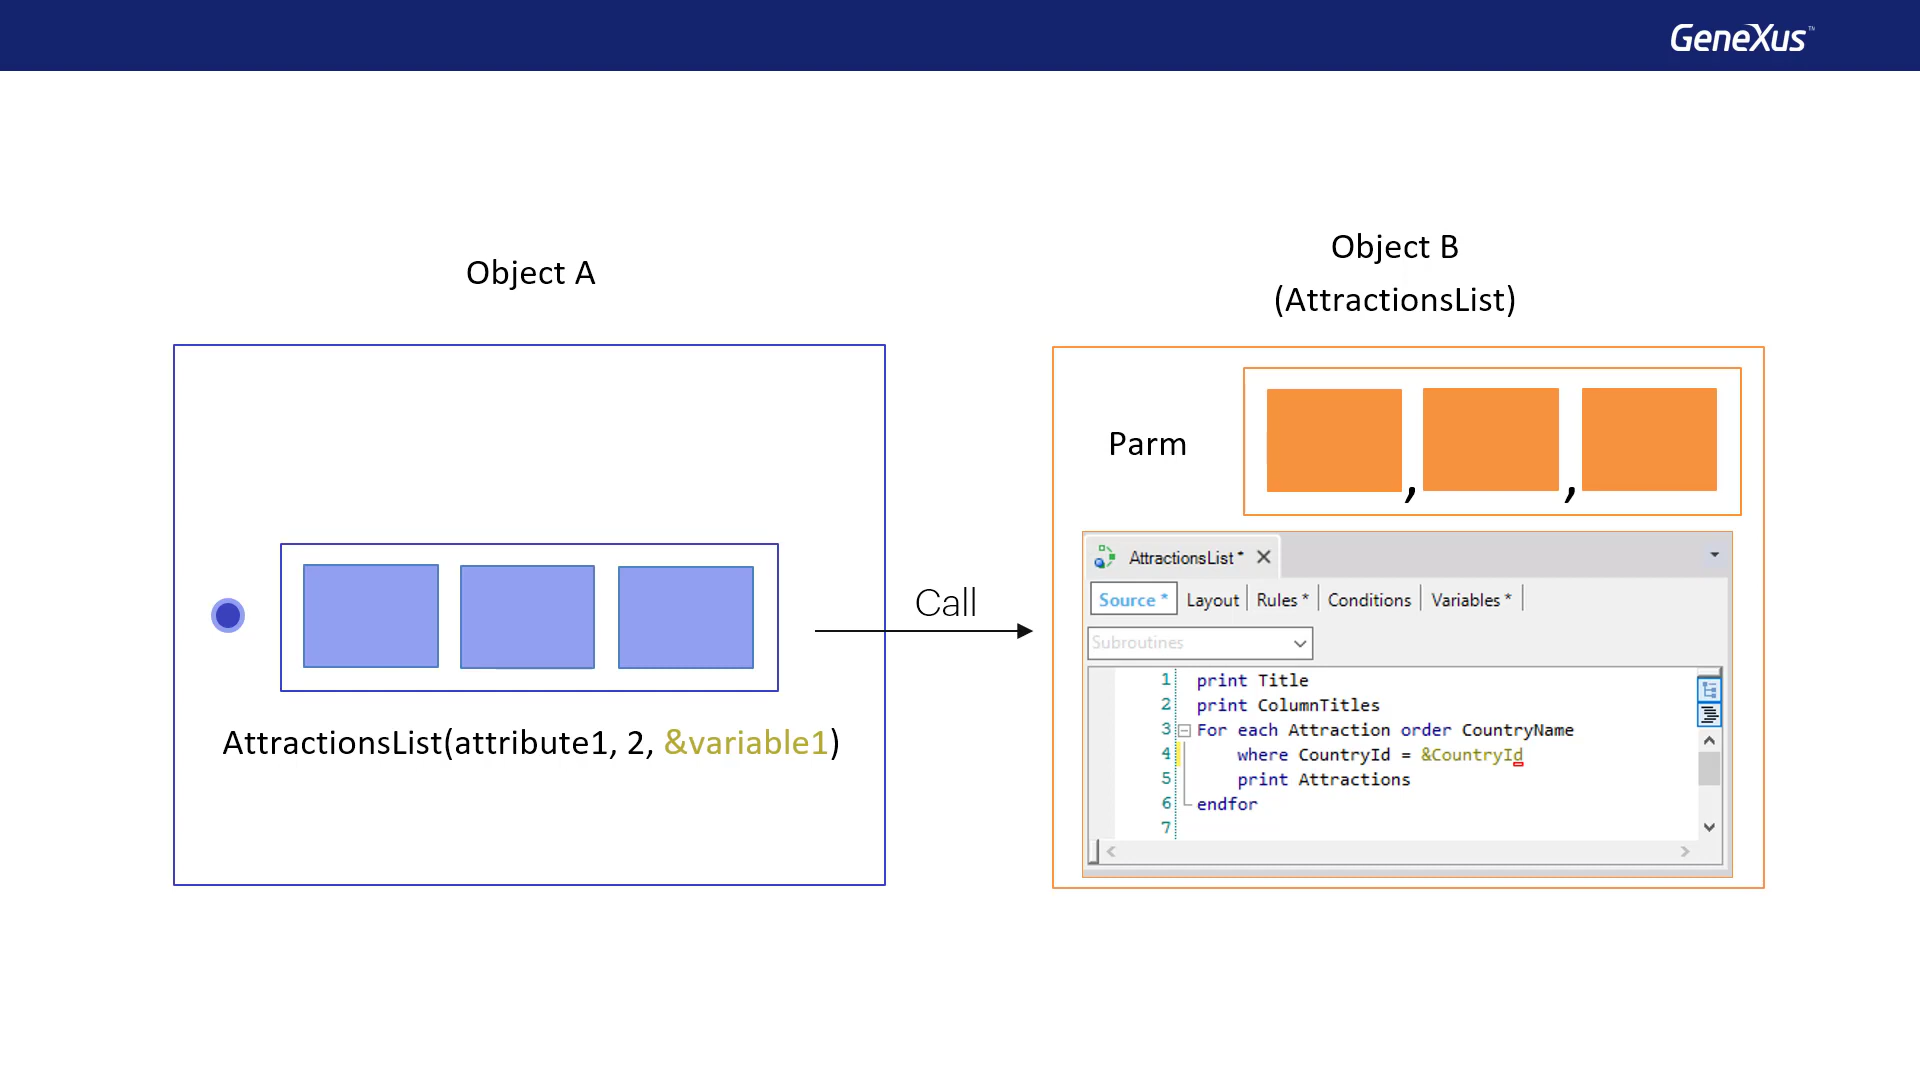 GeneXus™
Object A
AttractionsList(attribute1, 2, &variable1)
Call
Object B
(AttractionsList)
Parm
, ,
AttractionsList *
Source * Layout Rules * Conditions Variables *
Subroutines
1 print Title
2 print ColumnTitles
3 For each Attraction order CountryName
4 where CountryId = &CountryId
5 print Attractions
6 endfor
7